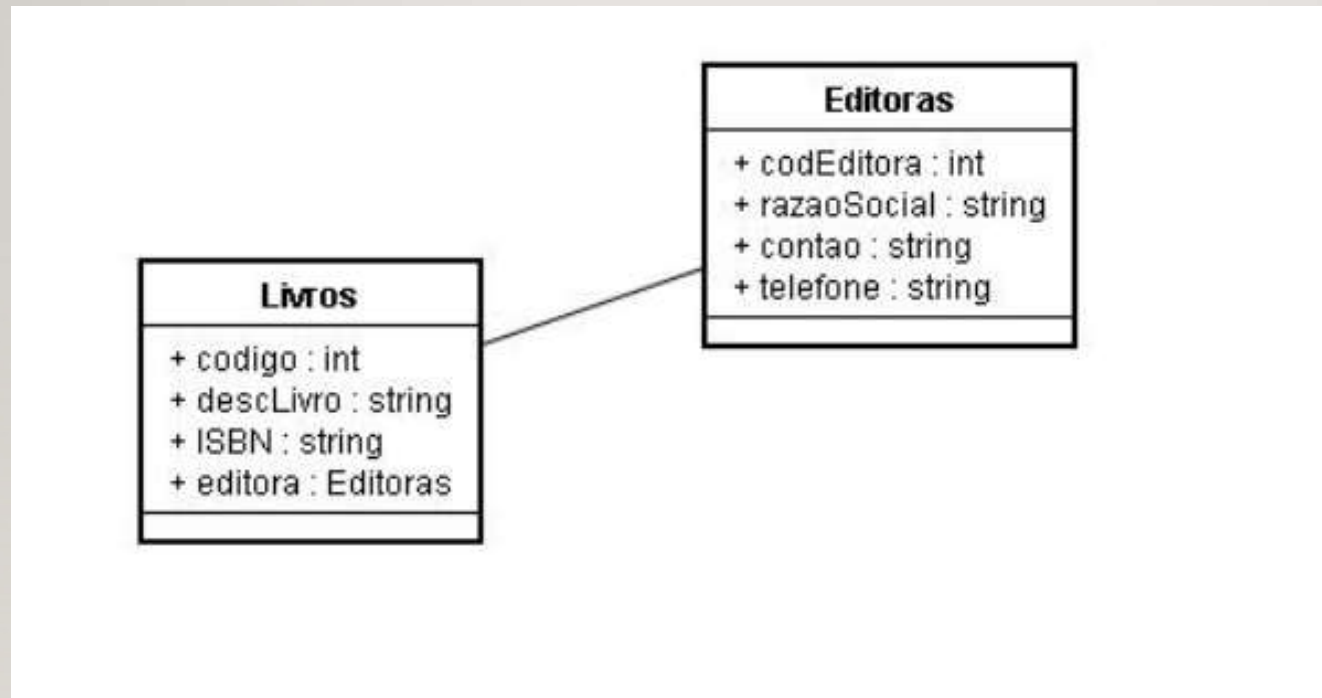 Editoras
+ codEditora : int
+ razaoSocial : string
+ contao : string
+ telefone : string
Livros
+ codigo : int
+ descLivro : string
+ ISBN : string
+ editora : Editoras